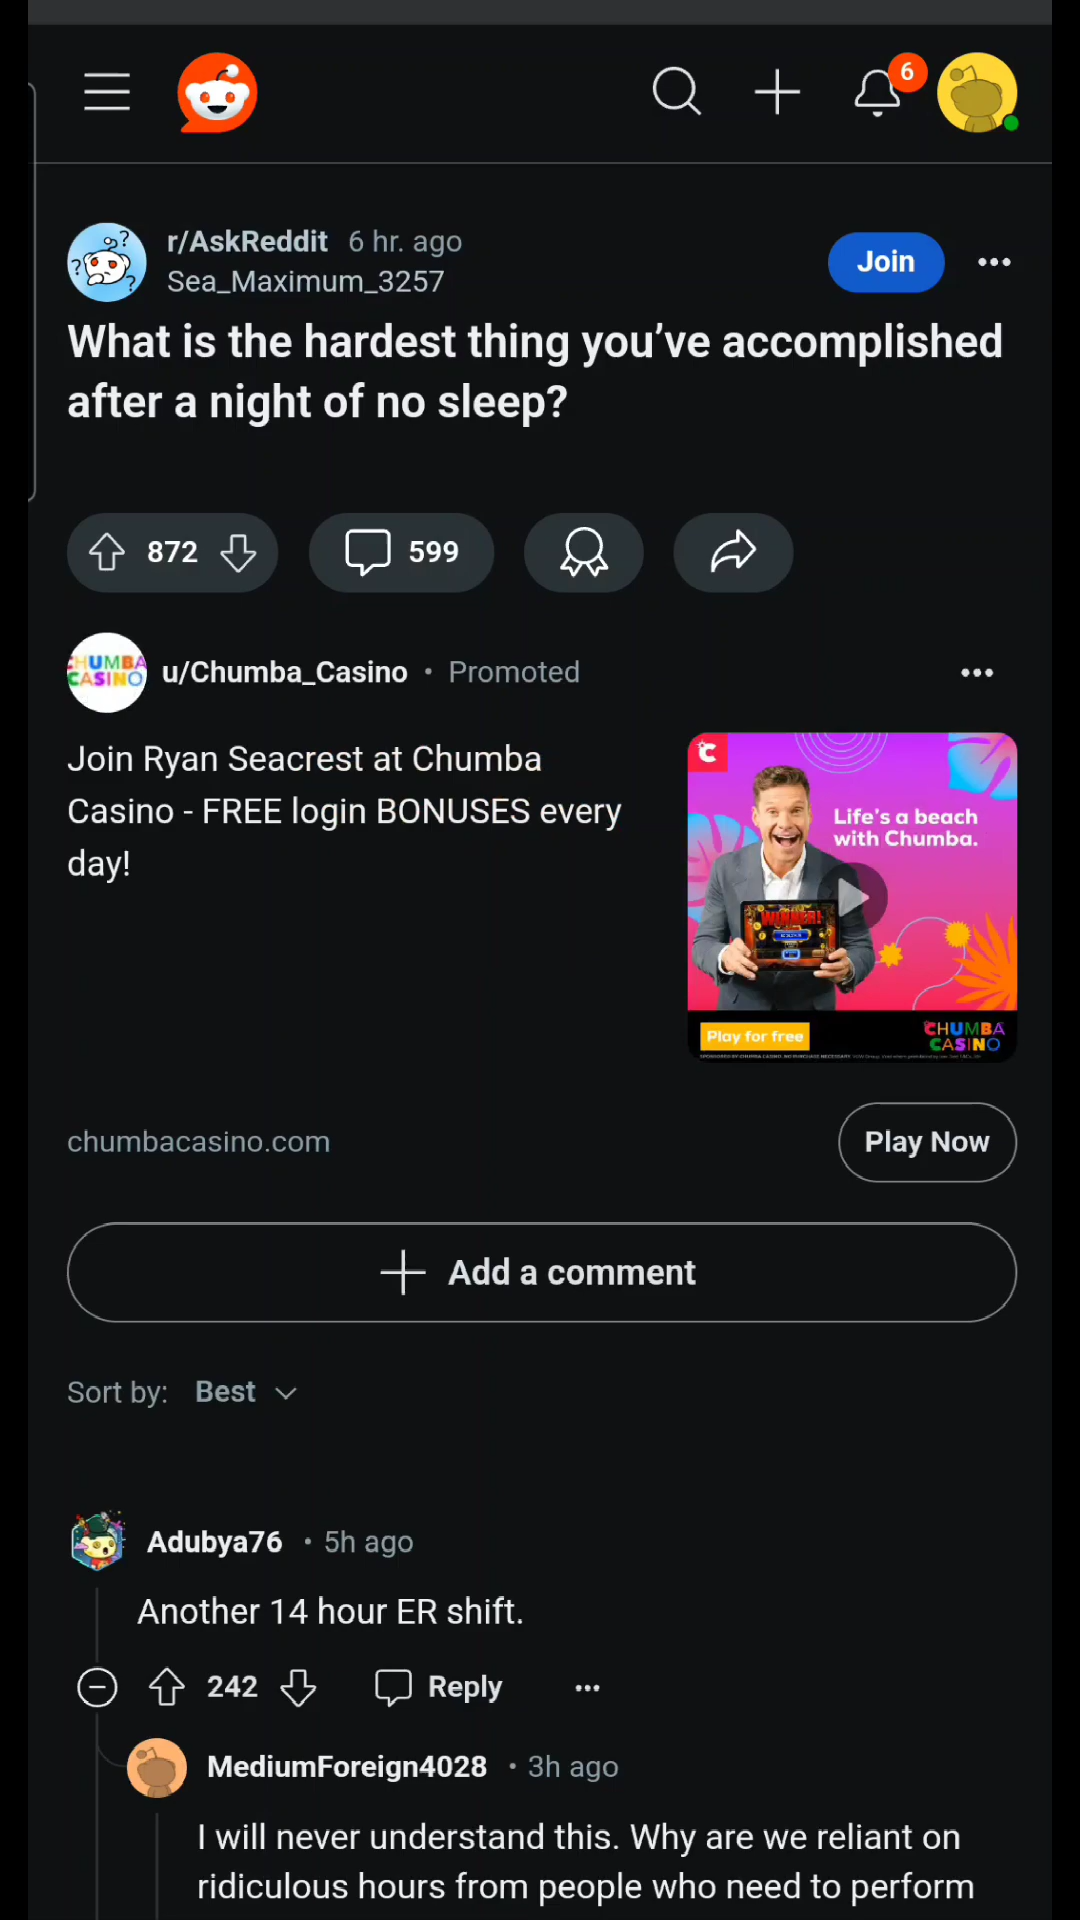 6
r/AskReddit 6 hr. ago
Sea_Maximum_3257
Join
What is the hardest thing you’ve accomplished
after a night of no sleep?
872
599
CHUMBA
CASINO
u/Chumba_Casino • Promoted
Join Ryan Seacrest at Chumba
Casino - FREE login BONUSES every
day!
Life's a beach
with Chumba.
WINNER!
Play for free
CHUMBA
CASINO
chumbacasino.com
Play Now
Add a comment
Sort by: Best
Adubya76 • 5h ago
Another 14 hour ER shift.
242
Reply
MediumForeign4028 • 3h ago
I will never understand this. Why are we reliant on
ridiculous hours from people who need to perform